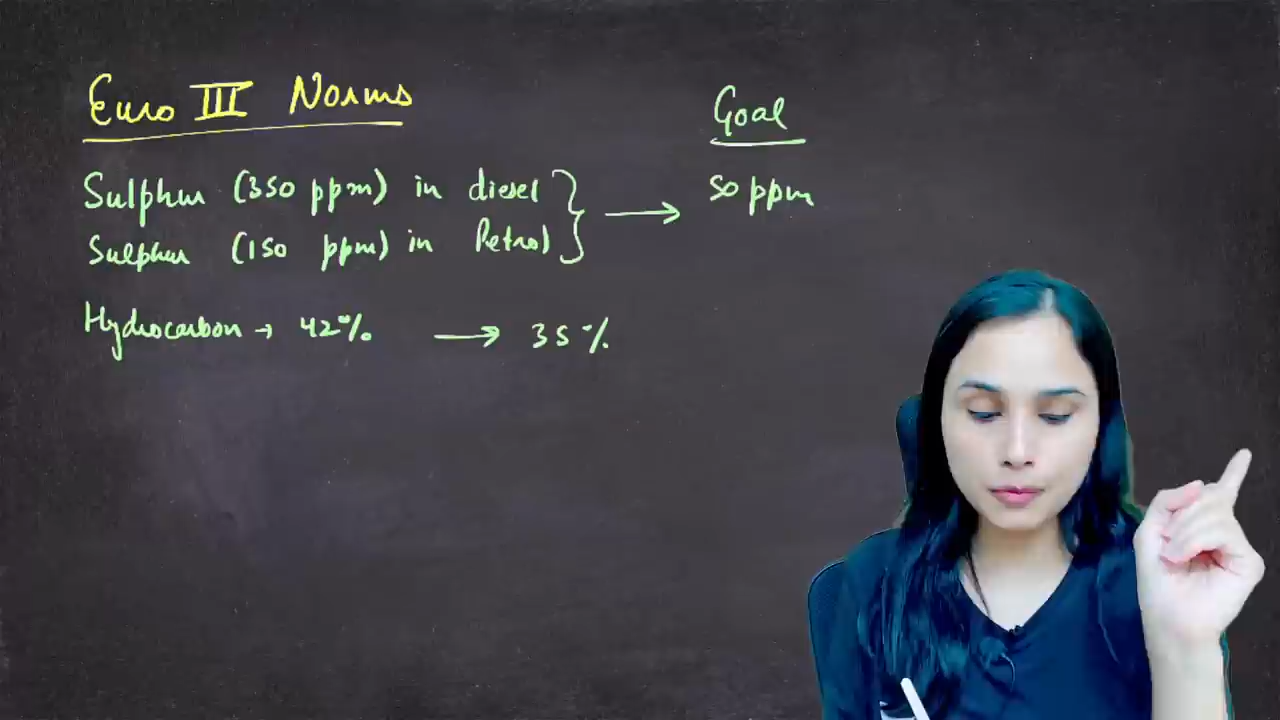 Euro III Norms
Goal
Sulphur (350 ppm) in diesel
Sulphur (150 ppm) in Petrol
→ 50 ppm
Hydrocarbon → 42% → 35%